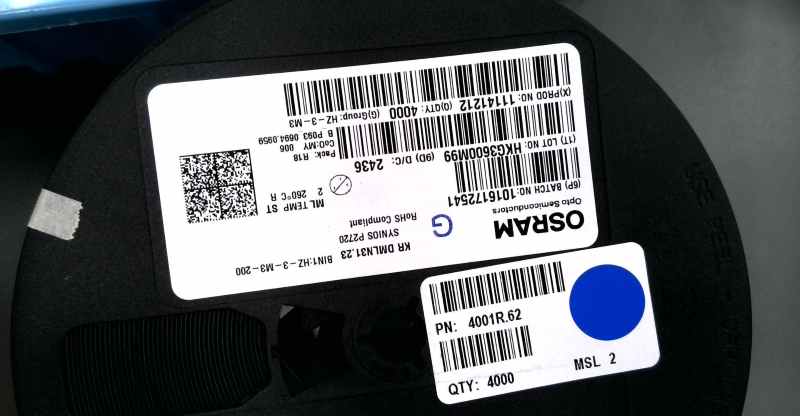 OSRAM
Opto Semiconductors
(6P) BATCH NO: 1016172541
(1T) LOT NO: HKG3600M99 (9D) D/C: 2436
(X)PROD NO: 11141212 (Q)QTY: 4000 (G)Group: HZ-3-M3
G
KR DMLN31.23 BIN1:HZ-3-M3-200
SYNIOS P2720
RoHS Compliant
ML TEMP ST
2 260°C R
Pack: R18
CoO:MY 006
B P093 0694.0959
PN: 4001R.62
QTY: 4000
MSL 2